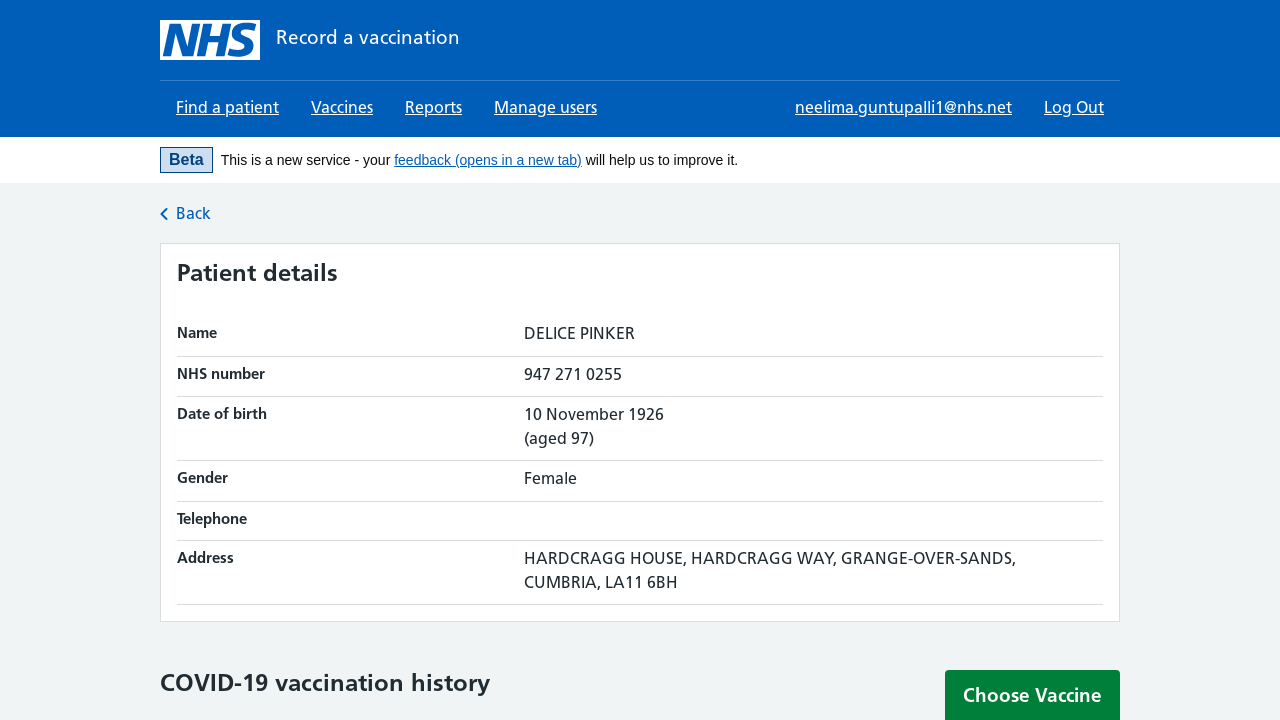 NHS Record a vaccination
Find a patient Vaccines Reports Manage users neelima.guntupalli1@nhs.net Log Out
Beta This is a new service - your feedback (opens in a new tab) will help us to improve it.
Back
Patient details
Name DELICE PINKER
NHS number 947 271 0255
Date of birth 10 November 1926
(aged 97)
Gender Female
Telephone
Address HARDCRAGG HOUSE, HARDCRAGG WAY, GRANGE-OVER-SANDS,
CUMBRIA, LA11 6BH
COVID-19 vaccination history Choose Vaccine